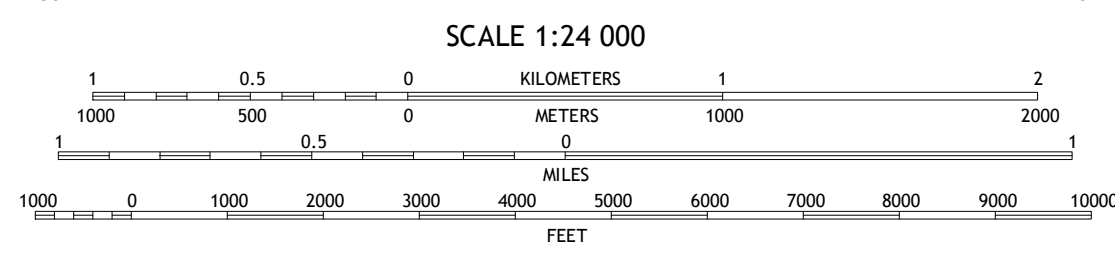 SCALE 1:24 000
1 0.5 0 KILOMETERS 1 2
1000 500 0 METERS 1000 2000
1 0.5 0 1
MILES
1000 0 1000 2000 3000 4000 5000 6000 7000 8000 9000 10000
FEET